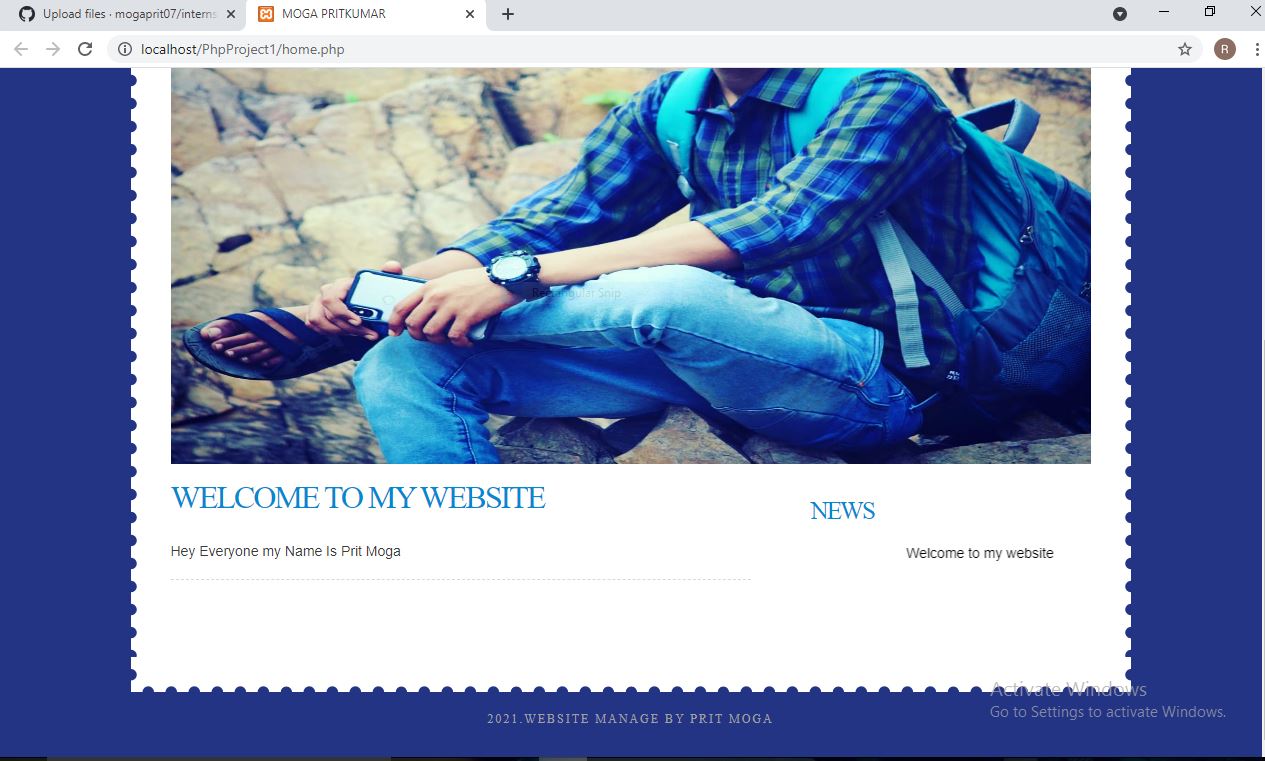 Upload files · mogaprit07/interns
MOGA PRITKUMAR
localhost/PhpProject1/home.php
R
Rectangular Snip
WELCOME TO MY WEBSITE
NEWS
Hey Everyone my Name Is Prit Moga
Welcome to my website
Activate Windows
Go to Settings to activate Windows.
2021.WEBSITE MANAGE BY PRIT MOGA